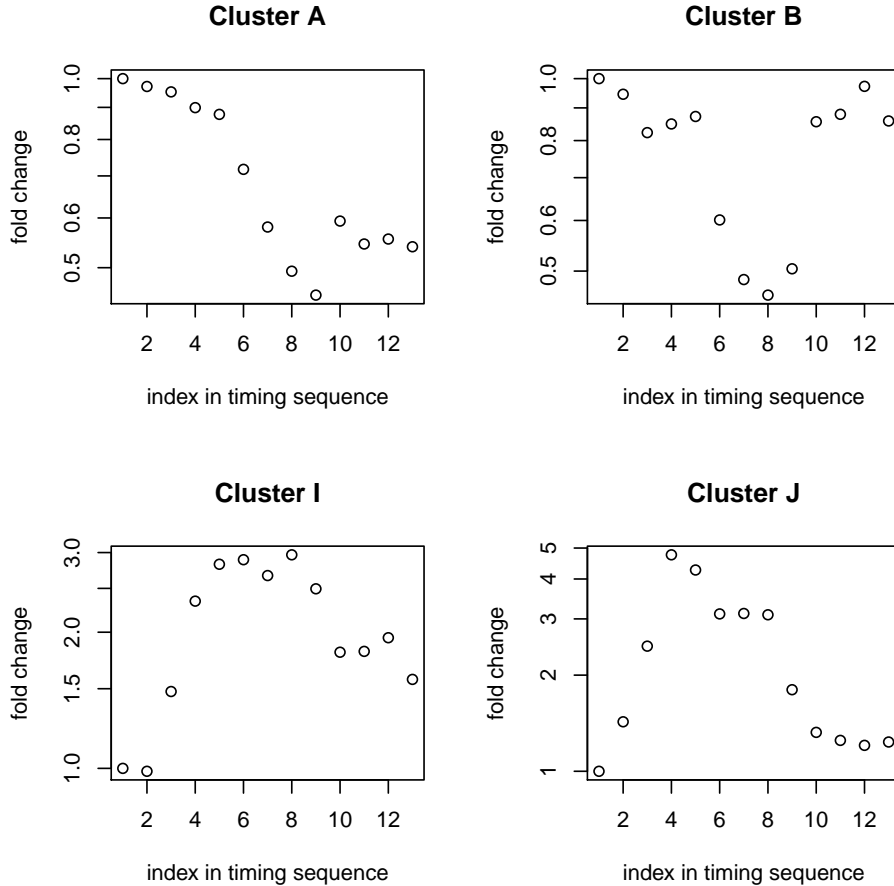 Cluster A
fold change
1.0
0.8
0.6
0.5
2 4 6 8 10 12
index in timing sequence
Cluster B
fold change
1.0
0.8
0.6
0.5
2 4 6 8 10 12
index in timing sequence
Cluster I
fold change
3.0
2.0
1.5
1.0
2 4 6 8 10 12
index in timing sequence
Cluster J
fold change
5
4
3
2
1
2 4 6 8 10 12
index in timing sequence